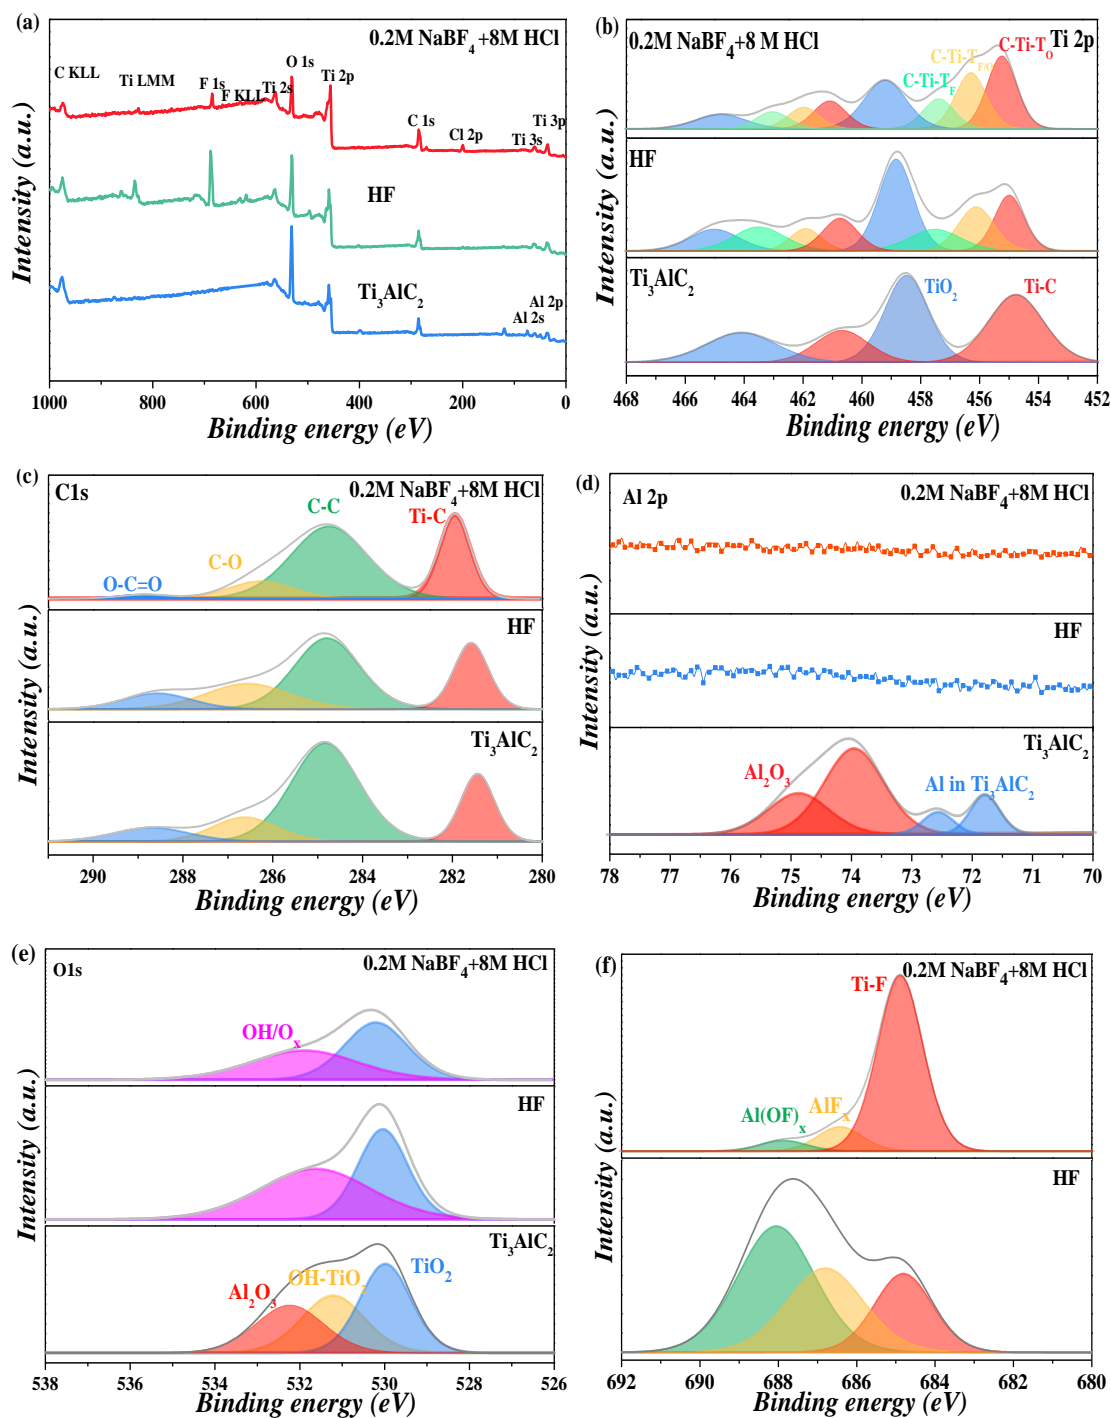 (a)
0.2M NaBF4+8M HCl
C KLL
Ti LMM
F 1s
F KLL
Ti 2s
O 1s
Ti 2p
C 1s
Cl 2p
Ti 3s
Ti 3p
HF
Ti3AlC2
Al 2p
Al 2s
1000 800 600 400 200 0
Binding energy (eV)
Intensity (a.u.)
(b)
0.2M NaBF4+8 M HCl
Ti 2p
C-Ti-TO
C-Ti-TF/O
C-Ti-TF
HF
Ti3AlC2
TiO2
Ti-C
468 466 464 462 460 458 456 454 452
Binding energy (eV)
Intensity (a.u.)
(c)
C1s
0.2M NaBF4+8M HCl
C-C
Ti-C
C-O
O-C=O
HF
Ti3AlC2
290 288 286 284 282 280
Binding energy (eV)
Intensity (a.u.)
(d)
Al 2p
0.2M NaBF4+8M HCl
HF
Ti3AlC2
Al2O3
Al in Ti3AlC2
78 77 76 75 74 73 72 71 70
Binding energy (eV)
Intensity (a.u.)
(e)
O1s
0.2M NaBF4+8M HCl
OH/Ox
HF
Ti3AlC2
Al2O3
OH-TiO2
TiO2
538 536 534 532 530 528 526
Binding energy (eV)
Intensity (a.u.)
(f)
0.2M NaBF4+8M HCl
Ti-F
AlFx
Al(OF)x
HF
692 690 688 686 684 682 680
Binding energy (eV)
Intensity (a.u.)